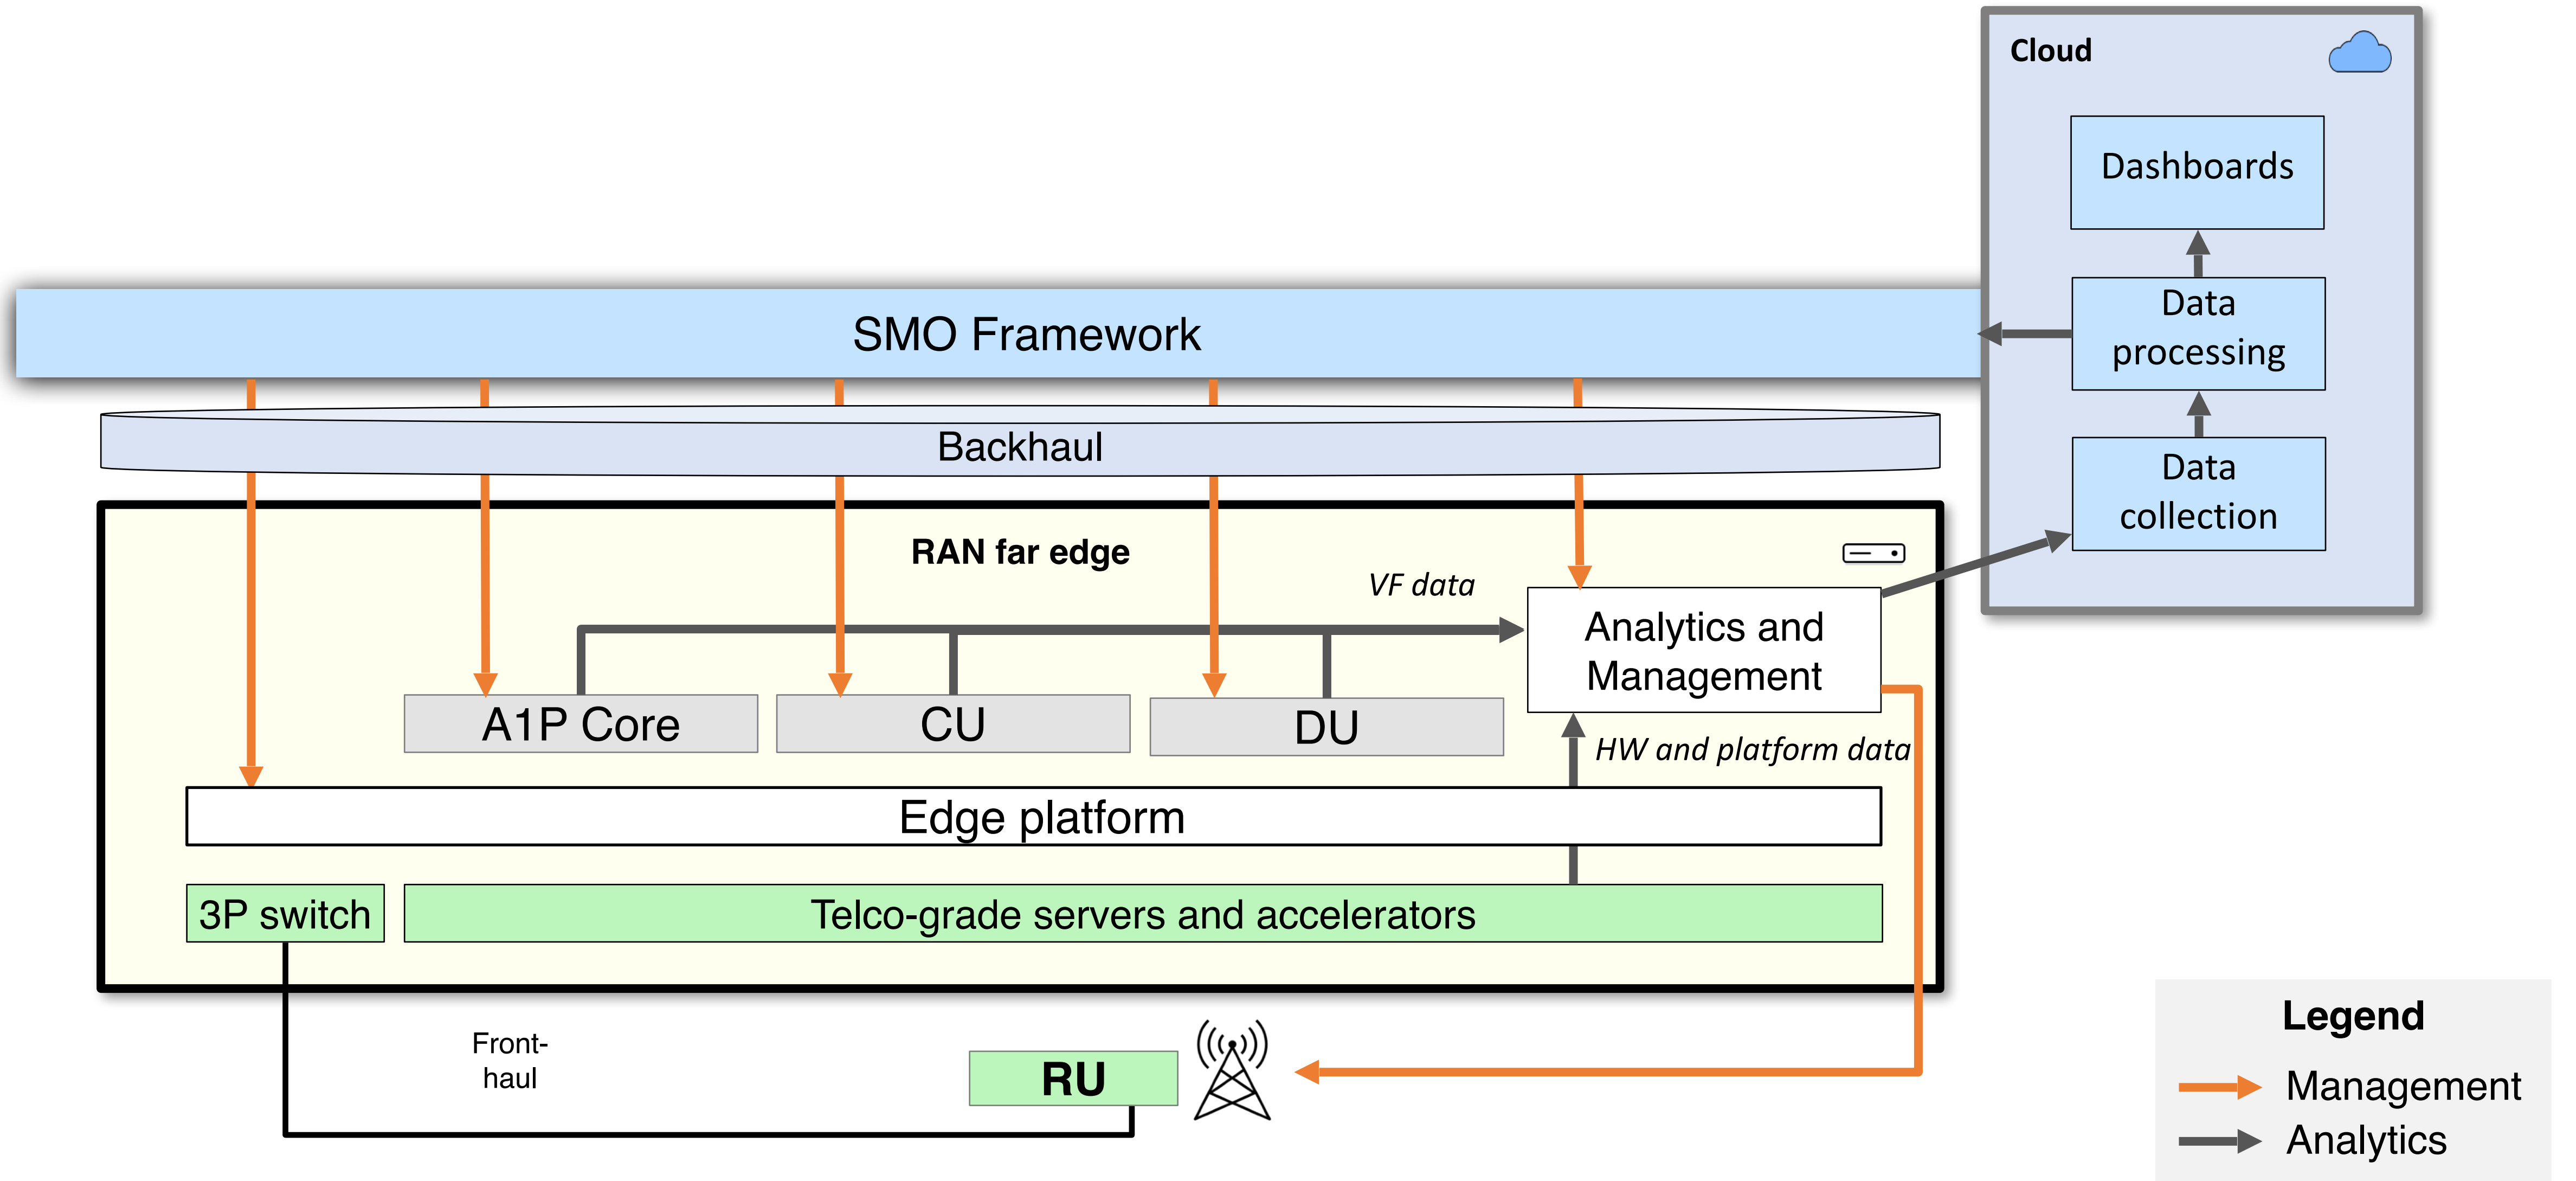 Cloud
Dashboards
Data
processing
Data
collection
SMO Framework
Backhaul
RAN far edge
VF data
Analytics and
Management
A1P Core
CU
DU
HW and platform data
Edge platform
3P switch
Telco-grade servers and accelerators
Front-
haul
RU
Legend
Management
Analytics